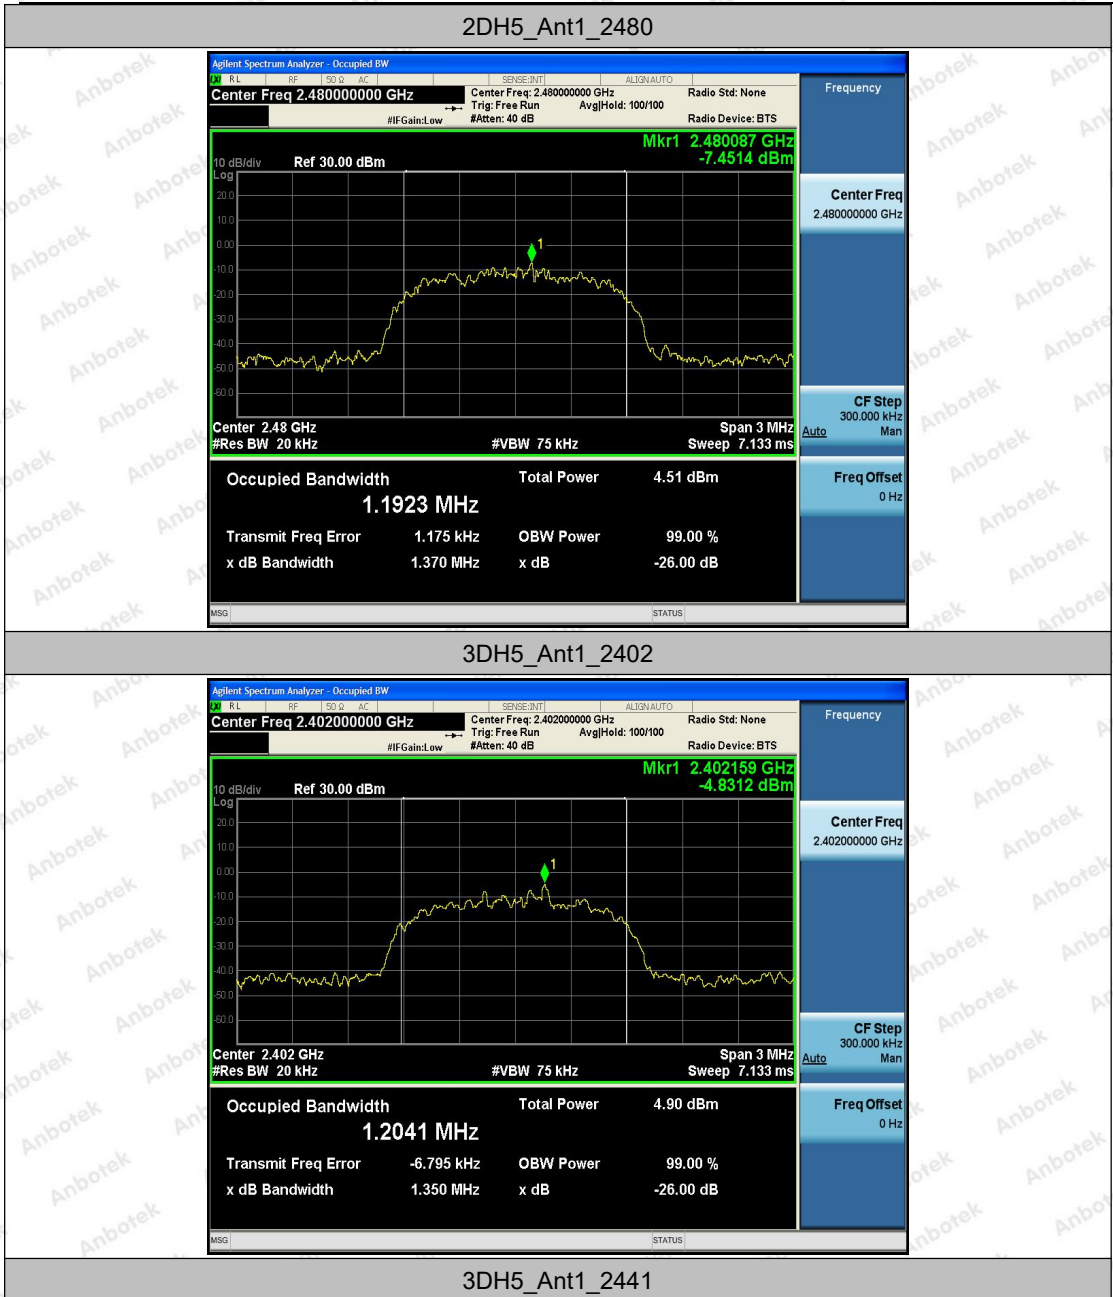 2DH5_Ant1_2480
Agilent Spectrum Analyzer - Occupied BW
LXI RL RF 50 Ω AC SENSE:INT ALIGNAUTO
Center Freq 2.480000000 GHz
Center Freq: 2.480000000 GHz
Radio Std: None
Trig: Free Run Avg|Hold: 100/100
#IFGain:Low #Atten: 40 dB Radio Device: BTS
Mkr1 2.480087 GHz
-7.4514 dBm
10 dB/div Ref 30.00 dBm
Log
20.0
10.0
0.00
-10.0
-20.0
-30.0
-40.0
-50.0
-60.0
1
Center 2.48 GHz Span 3 MHz
#Res BW 20 kHz #VBW 75 kHz Sweep 7.133 ms
Occupied Bandwidth Total Power 4.51 dBm
1.1923 MHz
Transmit Freq Error 1.175 kHz OBW Power 99.00 %
x dB Bandwidth 1.370 MHz x dB -26.00 dB
MSG STATUS
Frequency
Center Freq
2.480000000 GHz
CF Step
300.000 kHz
Auto Man
Freq Offset
0 Hz
3DH5_Ant1_2402
Agilent Spectrum Analyzer - Occupied BW
LXI RL RF 50 Ω AC SENSE:INT ALIGNAUTO
Center Freq 2.402000000 GHz
Center Freq: 2.402000000 GHz
Radio Std: None
Trig: Free Run Avg|Hold: 100/100
#IFGain:Low #Atten: 40 dB Radio Device: BTS
Mkr1 2.402159 GHz
-4.8312 dBm
10 dB/div Ref 30.00 dBm
Log
20.0
10.0
0.00
-10.0
-20.0
-30.0
-40.0
-50.0
-60.0
1
Center 2.402 GHz Span 3 MHz
#Res BW 20 kHz #VBW 75 kHz Sweep 7.133 ms
Occupied Bandwidth Total Power 4.90 dBm
1.2041 MHz
Transmit Freq Error -6.795 kHz OBW Power 99.00 %
x dB Bandwidth 1.350 MHz x dB -26.00 dB
MSG STATUS
Frequency
Center Freq
2.402000000 GHz
CF Step
300.000 kHz
Auto Man
Freq Offset
0 Hz
3DH5_Ant1_2441
Anbotek